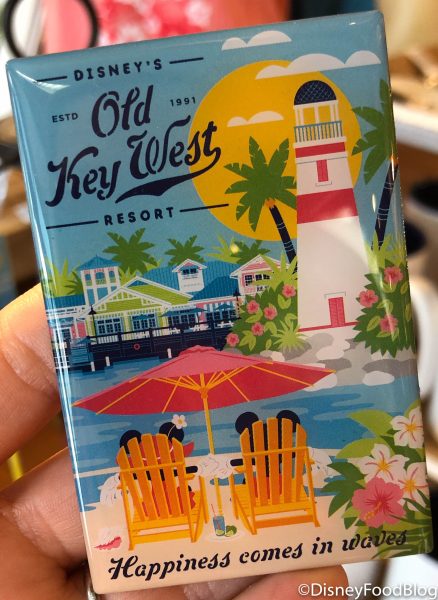 DISNEY'S
ESTD 1991
Old
Key West
RESORT
Happiness comes in waves
©DisneyFoodBlog